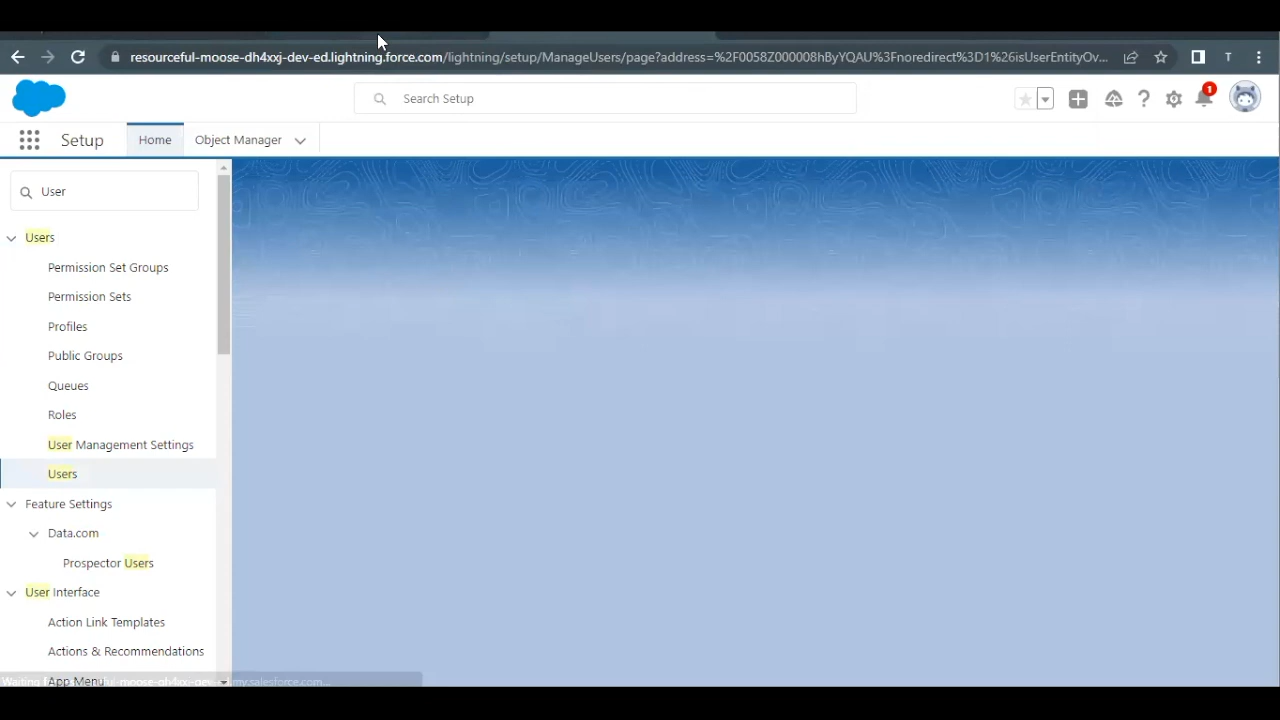 resourceful-moose-dh4xxj-dev-ed.lightning.force.com/lightning/setup/ManageUsers/page?address=%2F0058Z000008hByYQAU%3Fnoredirect%3D1%26isUserEntityOv...
T
Search Setup
1
Setup
Home
Object Manager
User
Users
Permission Set Groups
Permission Sets
Profiles
Public Groups
Queues
Roles
User Management Settings
Users
Feature Settings
Data.com
Prospector Users
User Interface
Action Link Templates
Actions & Recommendations
App Menu